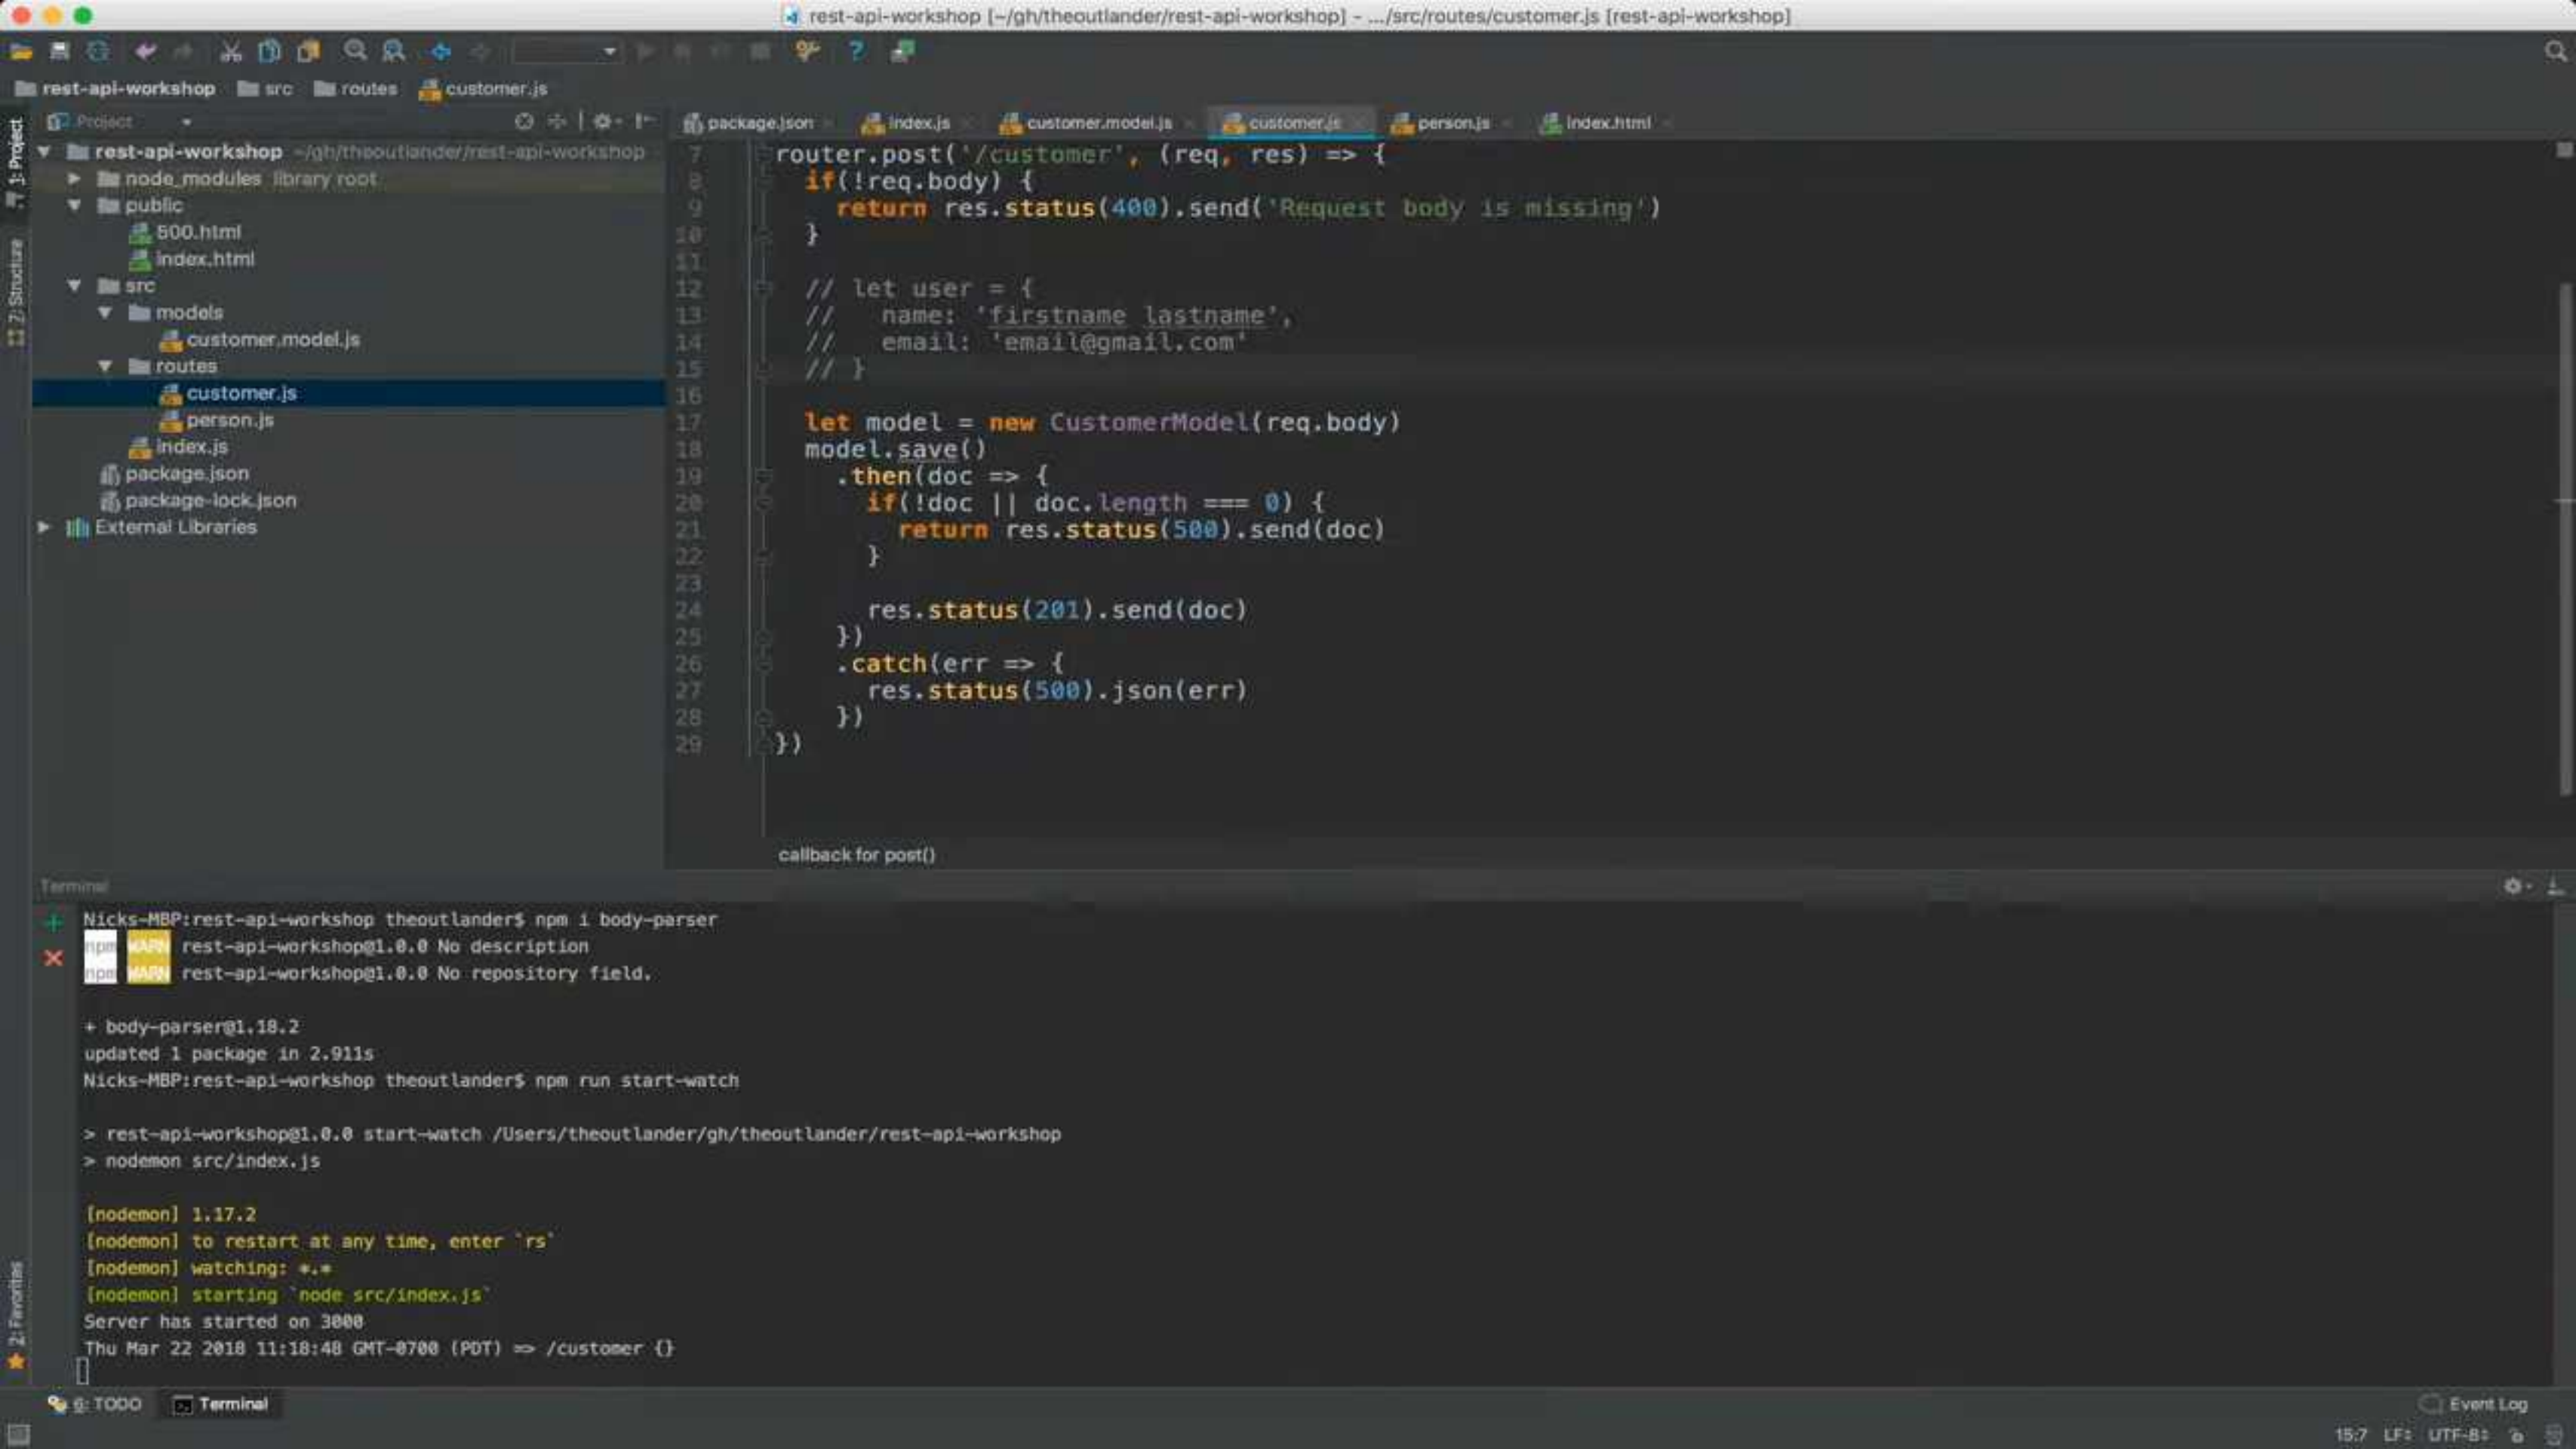 rest-api-workshop [~/gh/theoutlander/rest-api-workshop] - .../src/routes/customer.js [rest-api-workshop]
rest-api-workshop src routes customer.js
1: Project
7: Structure
2: Favorites
Project
rest-api-workshop ~/gh/theoutlander/rest-api-workshop
node_modules library root
public
500.html
index.html
src
models
customer.model.js
routes
customer.js
person.js
index.js
package.json
package-lock.json
External Libraries
package.json index.js customer.model.js customer.js person.js index.html
7 router.post('/customer', (req, res) => {
8 if(!req.body) {
9 return res.status(400).send('Request body is missing')
10 }
11
12 // let user = {
13 // name: 'firstname lastname',
14 // email: 'email@gmail.com'
15 // }
16
17 let model = new CustomerModel(req.body)
18 model.save()
19 .then(doc => {
20 if(!doc || doc.length === 0) {
21 return res.status(500).send(doc)
22 }
23
24 res.status(201).send(doc)
25 })
26 .catch(err => {
27 res.status(500).json(err)
28 })
29 })
callback for post()
Terminal
Nicks-MBP:rest-api-workshop theoutlander$ npm i body-parser
npm WARN rest-api-workshop@1.0.0 No description
npm WARN rest-api-workshop@1.0.0 No repository field.
+ body-parser@1.18.2
updated 1 package in 2.911s
Nicks-MBP:rest-api-workshop theoutlander$ npm run start-watch
> rest-api-workshop@1.0.0 start-watch /Users/theoutlander/gh/theoutlander/rest-api-workshop
> nodemon src/index.js
[nodemon] 1.17.2
[nodemon] to restart at any time, enter `rs`
[nodemon] watching: *.*
[nodemon] starting `node src/index.js`
Server has started on 3000
Thu Mar 22 2018 11:18:48 GMT-0700 (PDT) => /customer {}
6: TODO Terminal Event Log
15:7 LF÷ UTF-8÷